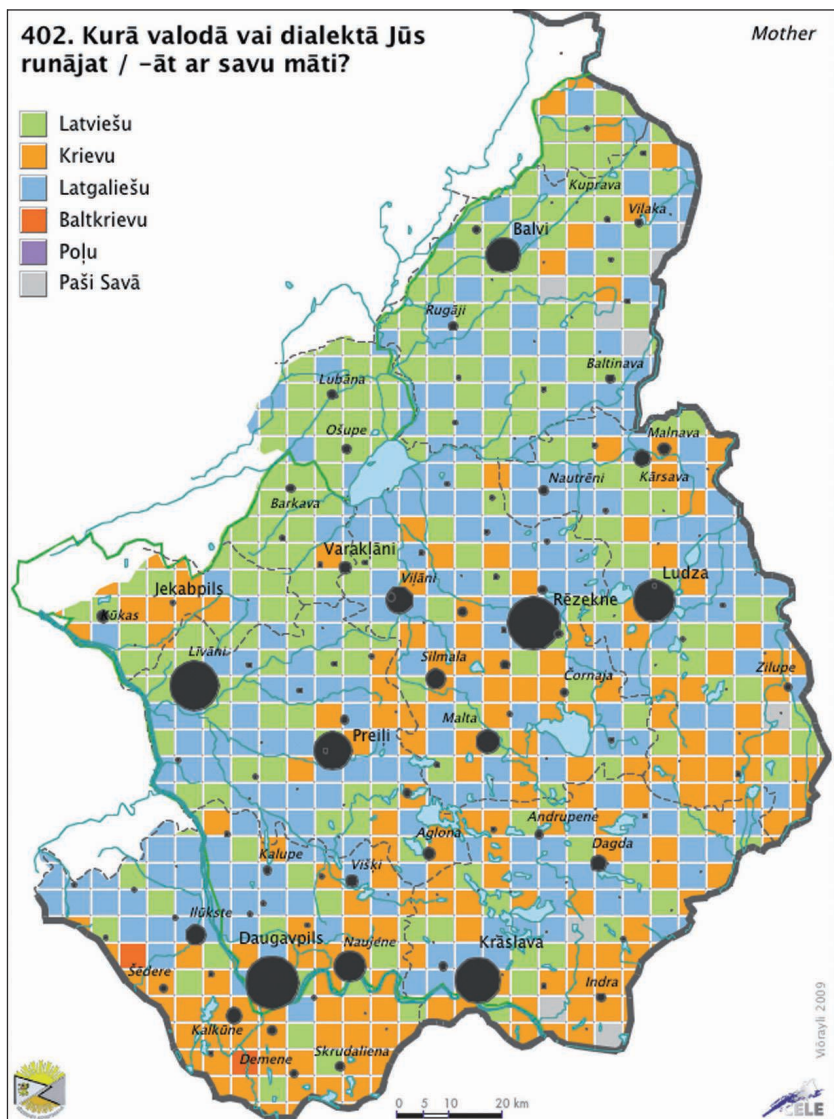 402. Kurā valodā vai dialektā Jūs
runājat / –āt ar savu māti?
Mother
Latviešu
Krievu
Latgaliešu
Baltkrievu
Poļu
Paši Savā
Kuprava
Viļaka
Balvi
Rugāji
Baltinava
Lubāna
Ošupe
Malnava
Kārsava
Barkava
Nautrēni
Varakļāni
Viļāni
Jekabpils
Kūkas
Rēzekne
Ludza
Līvāni
Silmala
Čornaja
Zilupe
Preiļi
Malta
Aglona
Andrupene
Dagda
Kalupe
Višķi
Ilūkste
Daugavpils
Naujene
Krāslava
Šēdere
Indra
Kalkūne
Demene
Skrudaliena
0 5 10 20 km
Viõrayli 2009
ELE